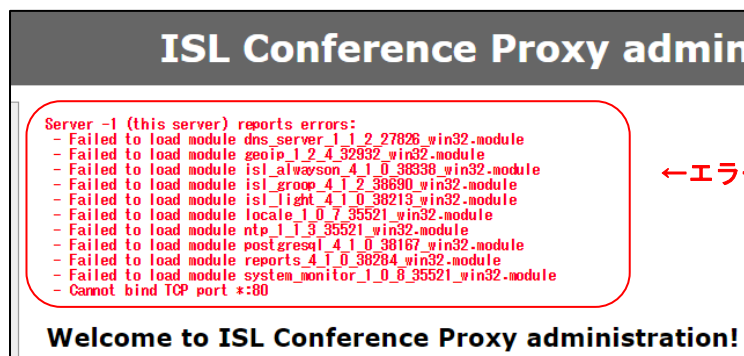 ISL Conference Proxy admin
Server -1 (this server) reports errors:
- Failed to load module dns_server_1_1_2_27826_win32.module
- Failed to load module geoip_1_2_4_32932_win32.module
- Failed to load module isl_alwayson_4_1_0_38338_win32.module
- Failed to load module isl_groop_4_1_2_38690_win32.module
- Failed to load module isl_light_4_1_0_38213_win32.module
- Failed to load module locale_1_0_7_35521_win32.module
- Failed to load module ntp_1_1_3_35521_win32.module
- Failed to load module postgresql_4_1_0_38167_win32.module
- Failed to load module reports_4_1_0_38284_win32.module
- Failed to load module system_monitor_1_0_8_35521_win32.module
- Cannot bind TCP port *:80
←エラ
Welcome to ISL Conference Proxy administration!